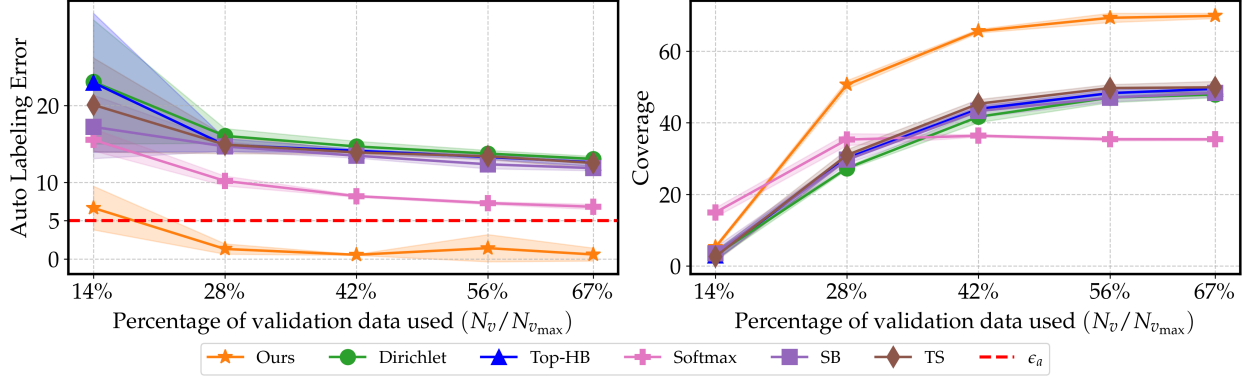 Auto Labeling Error
20
10
5
0
14% 28% 42% 56% 67%
Percentage of validation data used (N_v/N_{v_max})
Coverage
60
40
20
0
14% 28% 42% 56% 67%
Percentage of validation data used (N_v/N_{v_max})
Ours Dirichlet Top-HB Softmax SB TS ϵ_a